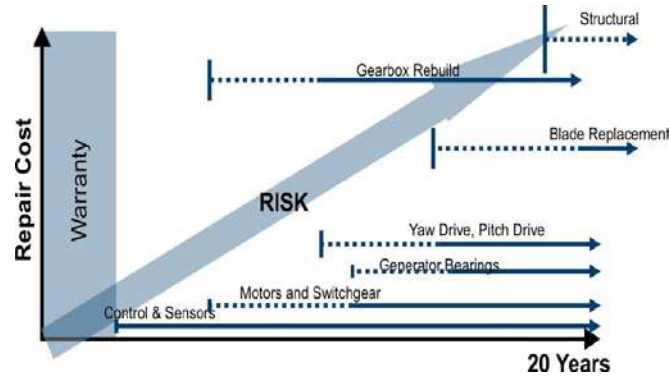 Structural
Gearbox Rebuild
Blade Replacement
Repair Cost
Warranty
RISK
Yaw Drive, Pitch Drive
Generator Bearings
Motors and Switchgear
Control & Sensors
20 Years